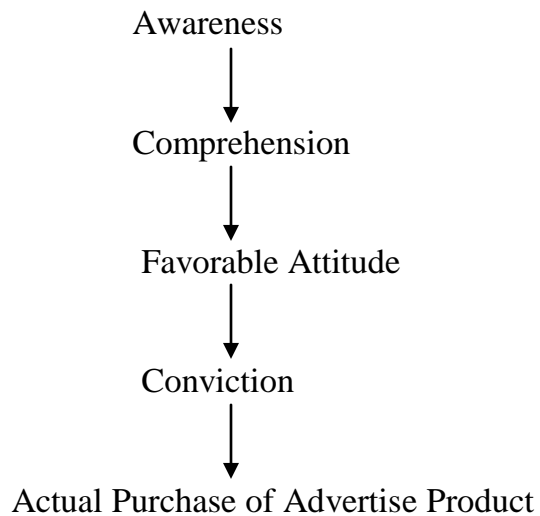 Awareness
Comprehension
Favorable Attitude
Conviction
Actual Purchase of Advertise Product